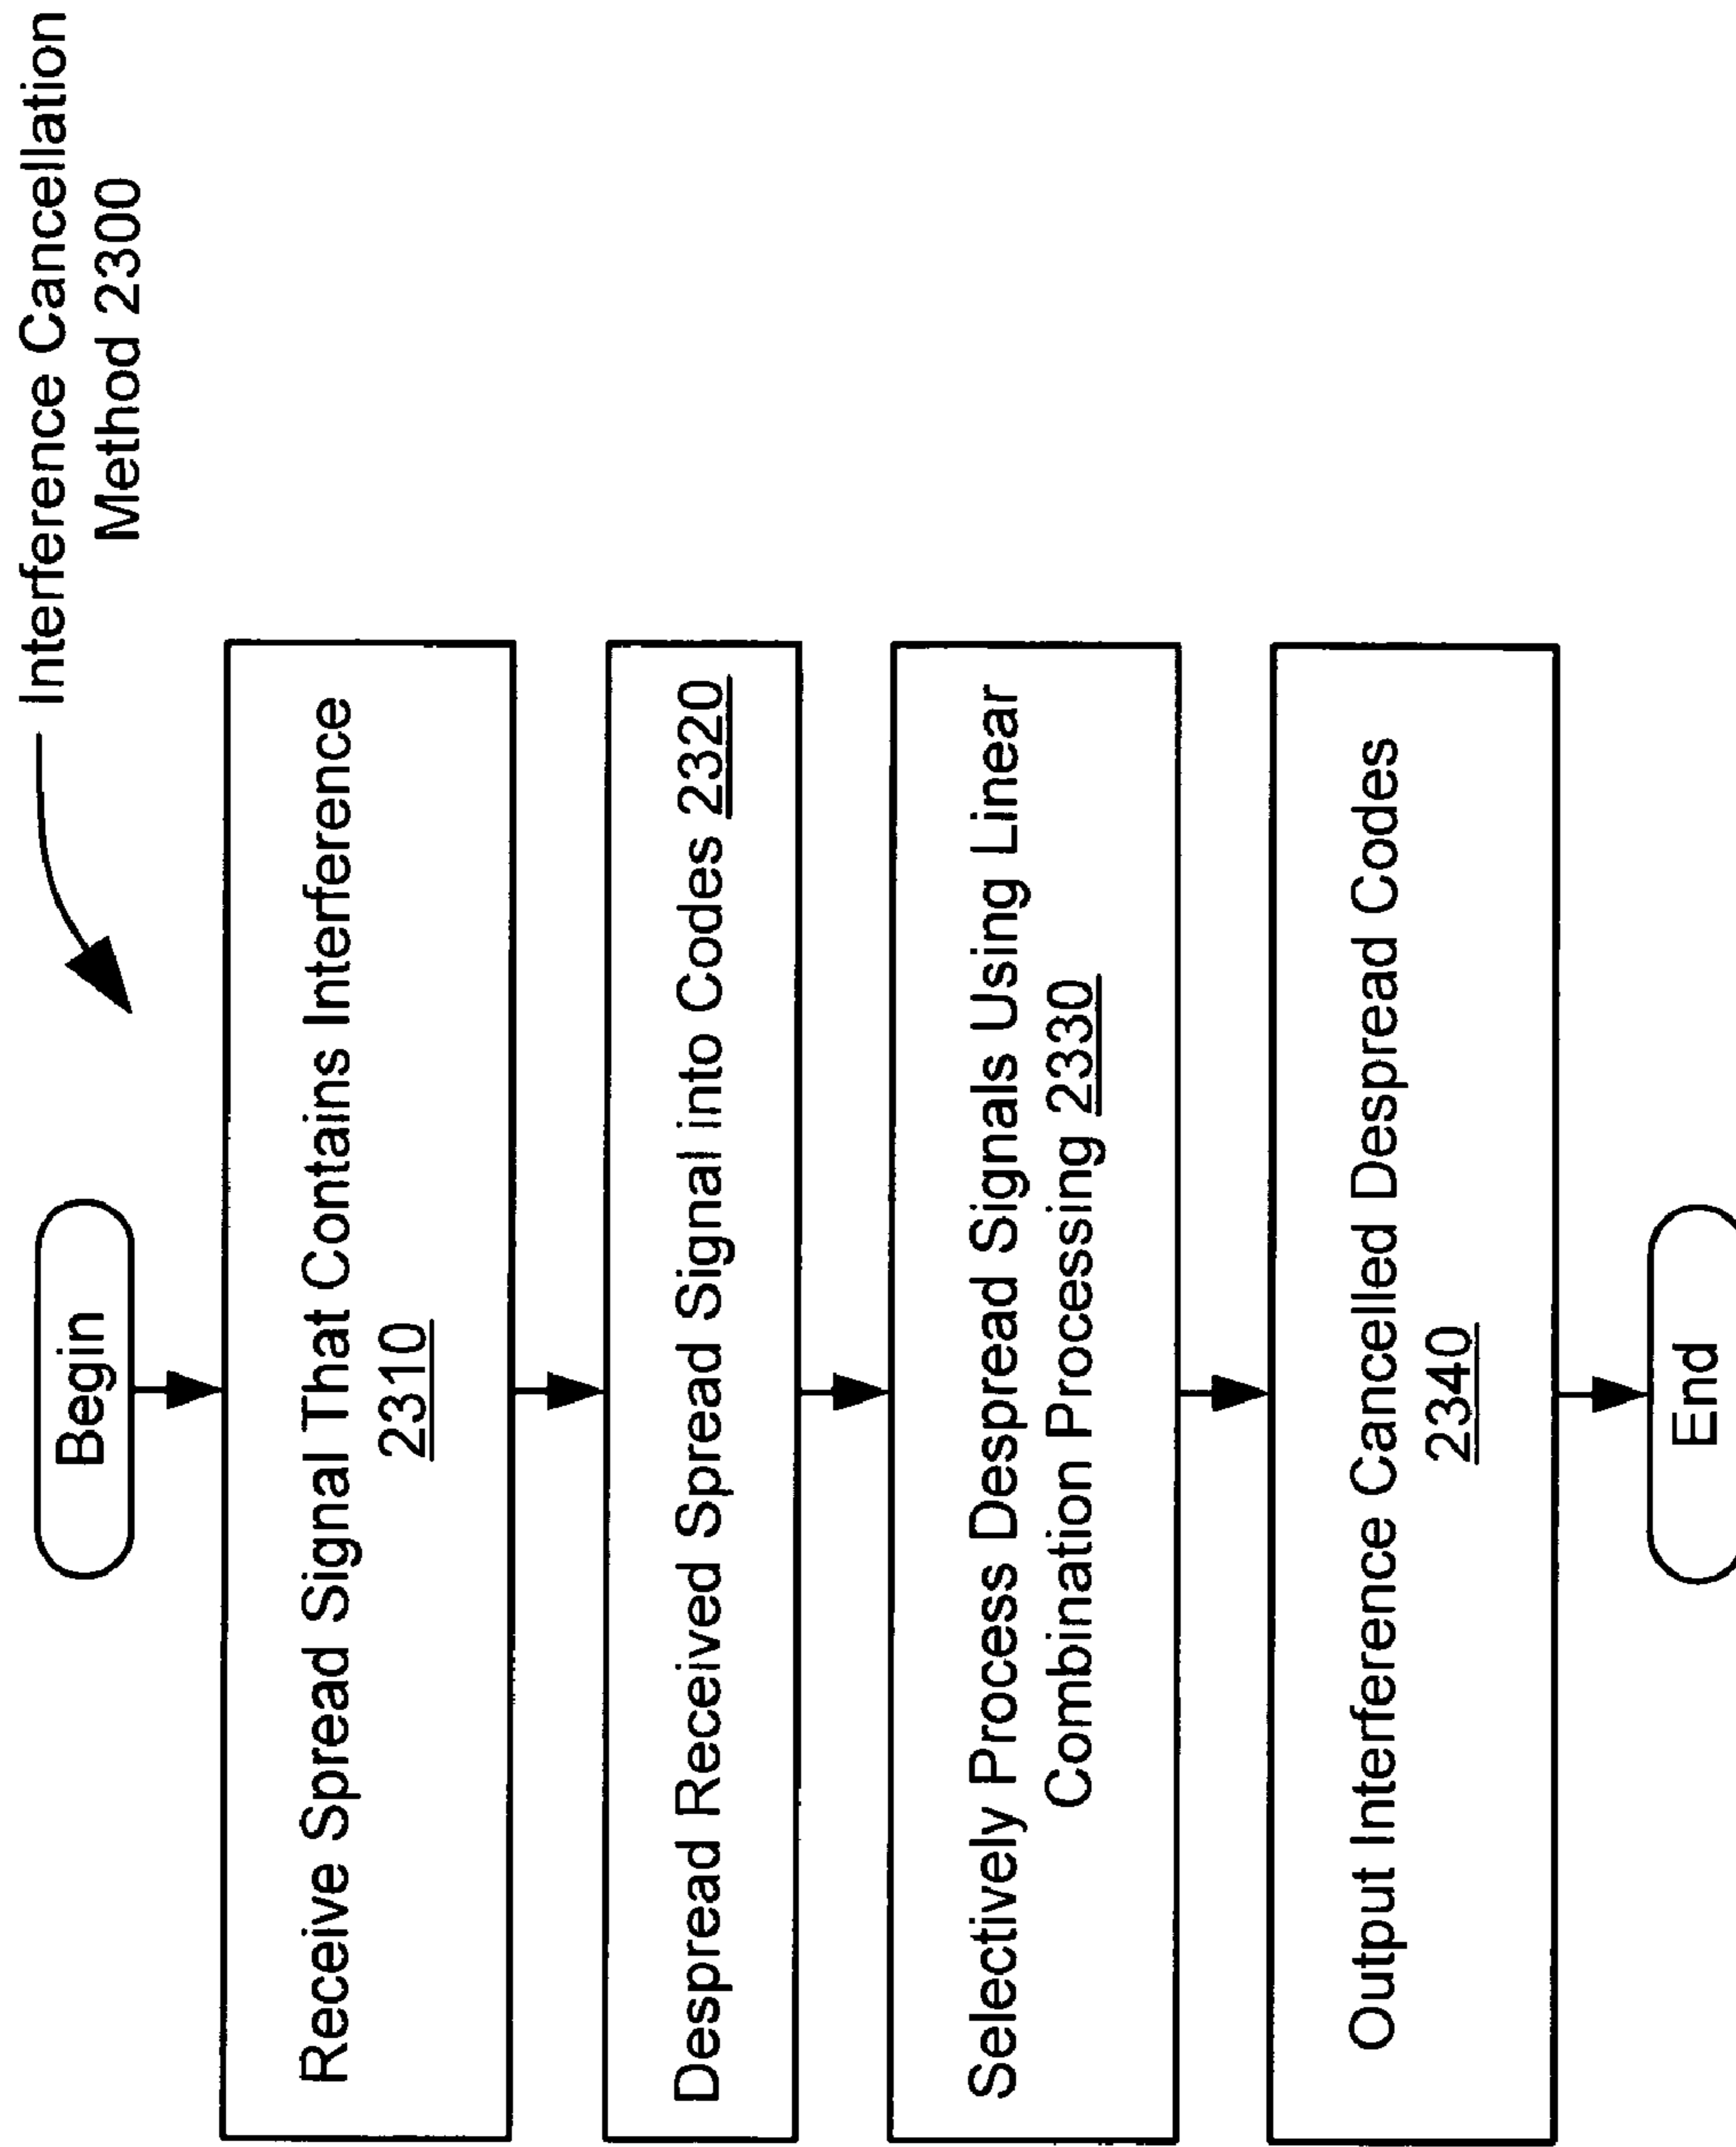 Interference Cancellation
Method 2300
Begin
Receive Spread Signal That Contains Interference
2310
Despread Received Spread Signal into Codes 2320
Selectively Process Despread Signals Using Linear
Combination Processing 2330
Output Interference Cancelled Despread Codes
2340
End